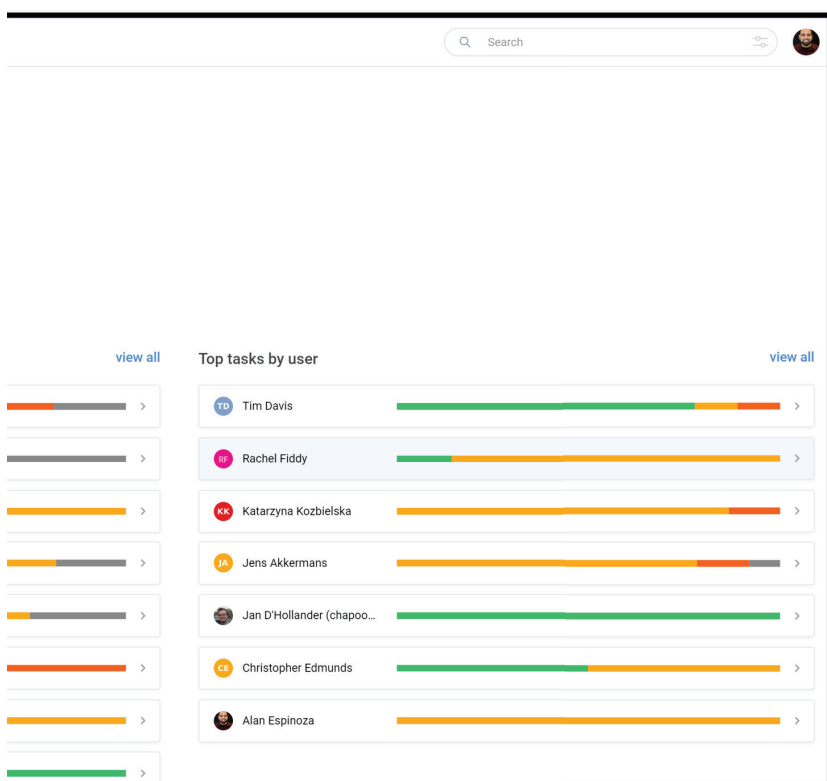 Search
view all
Top tasks by user
view all
TD Tim Davis
RF Rachel Fiddy
KK Katarzyna Kozbielska
JA Jens Akkermans
Jan D'Hollander (chapoo...
CE Christopher Edmunds
Alan Espinoza